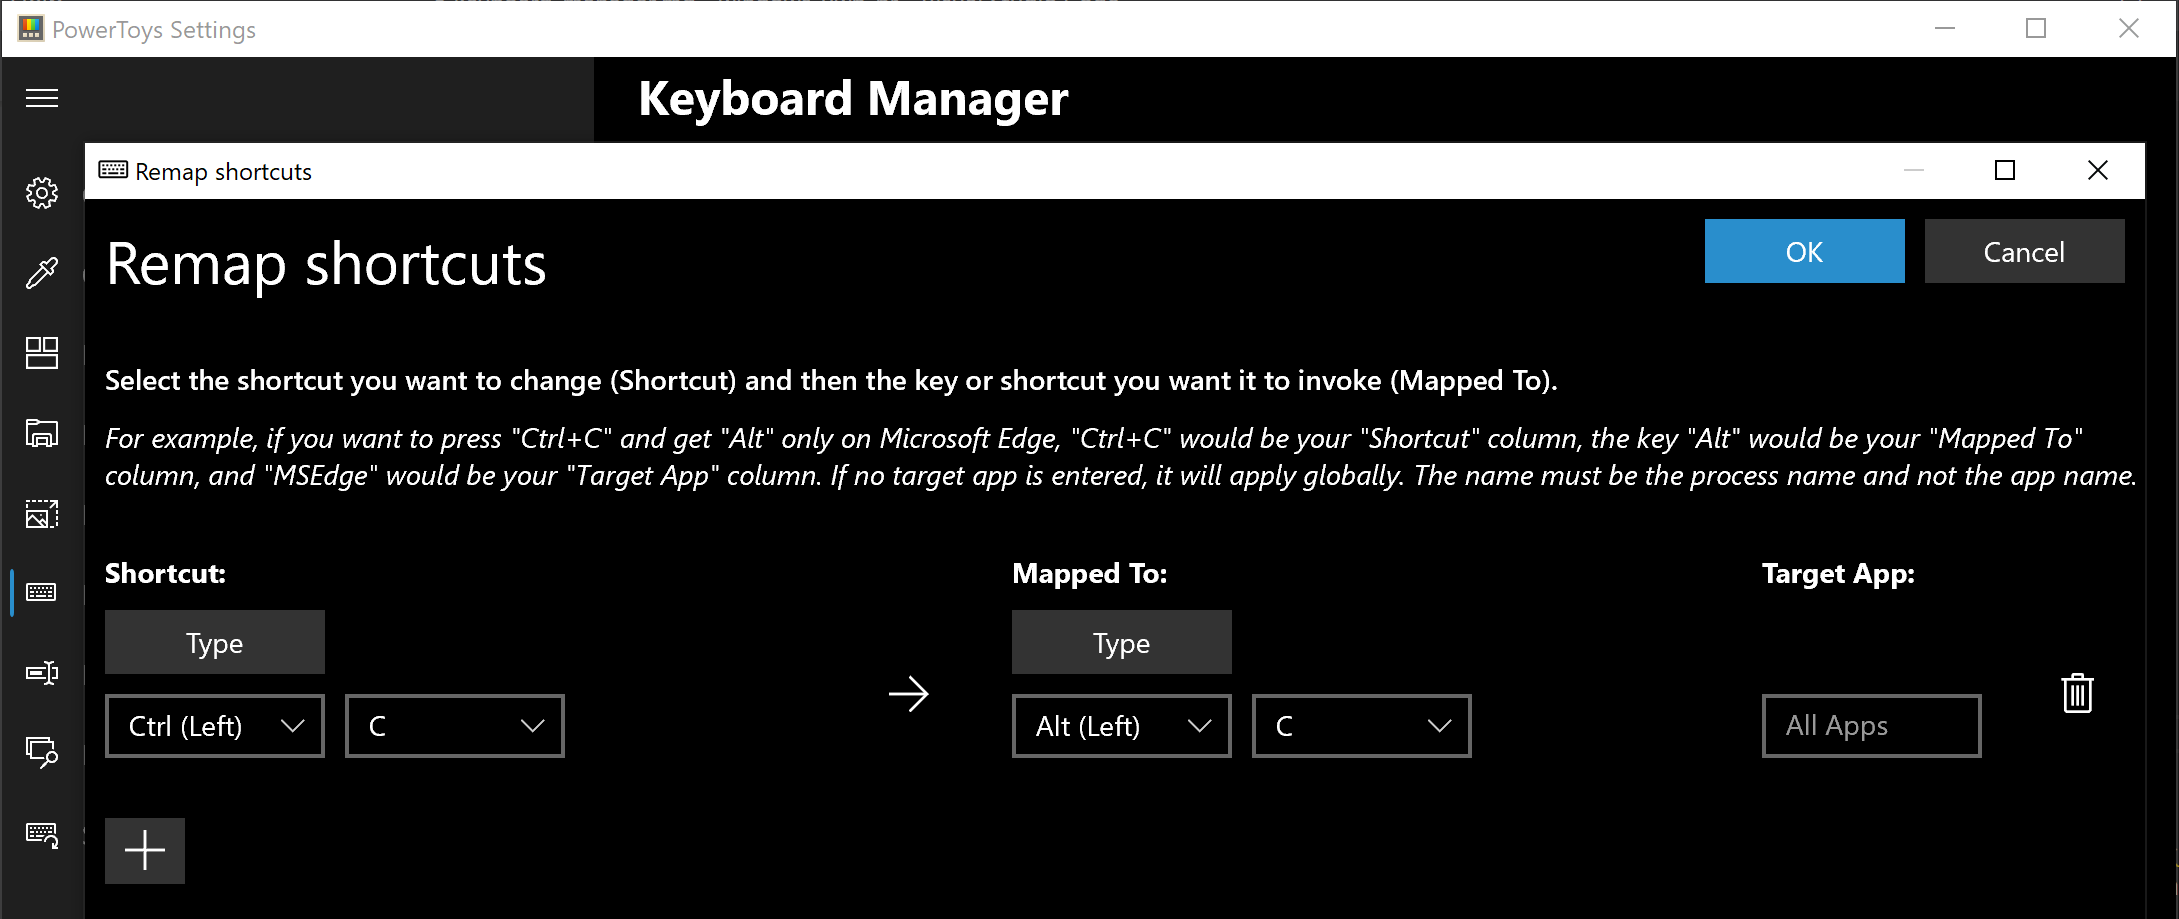 PowerToys Settings
Keyboard Manager
Remap shortcuts
Remap shortcuts
OK
Cancel
Select the shortcut you want to change (Shortcut) and then the key or shortcut you want it to invoke (Mapped To).
For example, if you want to press "Ctrl+C" and get "Alt" only on Microsoft Edge, "Ctrl+C" would be your "Shortcut" column, the key "Alt" would be your "Mapped To"
column, and "MSEdge" would be your "Target App" column. If no target app is entered, it will apply globally. The name must be the process name and not the app name.
Shortcut:
Mapped To:
Target App:
Type
Type
Ctrl (Left)
C
Alt (Left)
C
All Apps